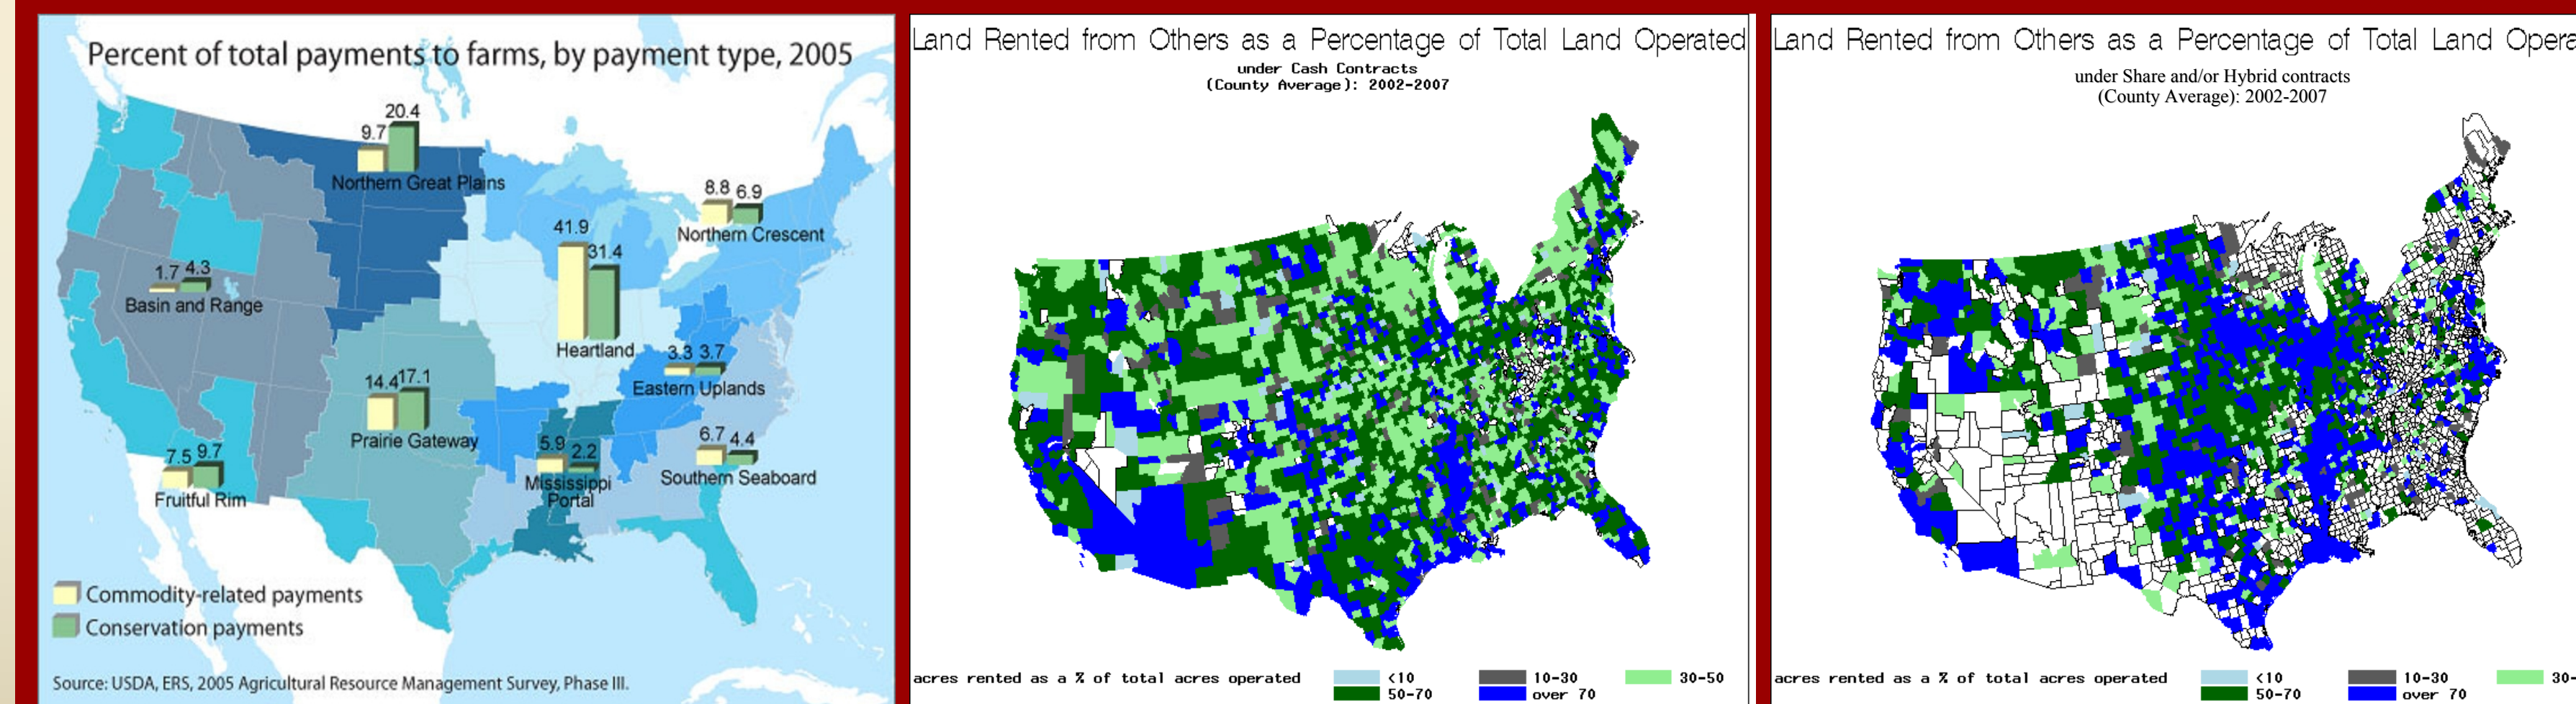 Percent of total payments to farms, by payment type, 2005
20.4
9.7
Northern Great Plains
8.8 6.9
Northern Crescent
41.9
31.4
Heartland
1.7 4.3
Basin and Range
3.3 3.7
Eastern Uplands
14.4 17.1
Prairie Gateway
5.9 2.2
Mississippi
Portal
6.7 4.4
Southern Seaboard
7.5 9.7
Fruitful Rim
Commodity-related payments
Conservation payments
Source: USDA, ERS, 2005 Agricultural Resource Management Survey, Phase III.
Land Rented from Others as a Percentage of Total Land Operated
under Cash Contracts
(County Average): 2002-2007
acres rented as a % of total acres operated
<10
10-30
30-50
50-70
over 70
Land Rented from Others as a Percentage of Total Land Opera
under Share and/or Hybrid contracts
(County Average): 2002-2007
acres rented as a % of total acres operated
<10
10-30
30-
50-70
over 70